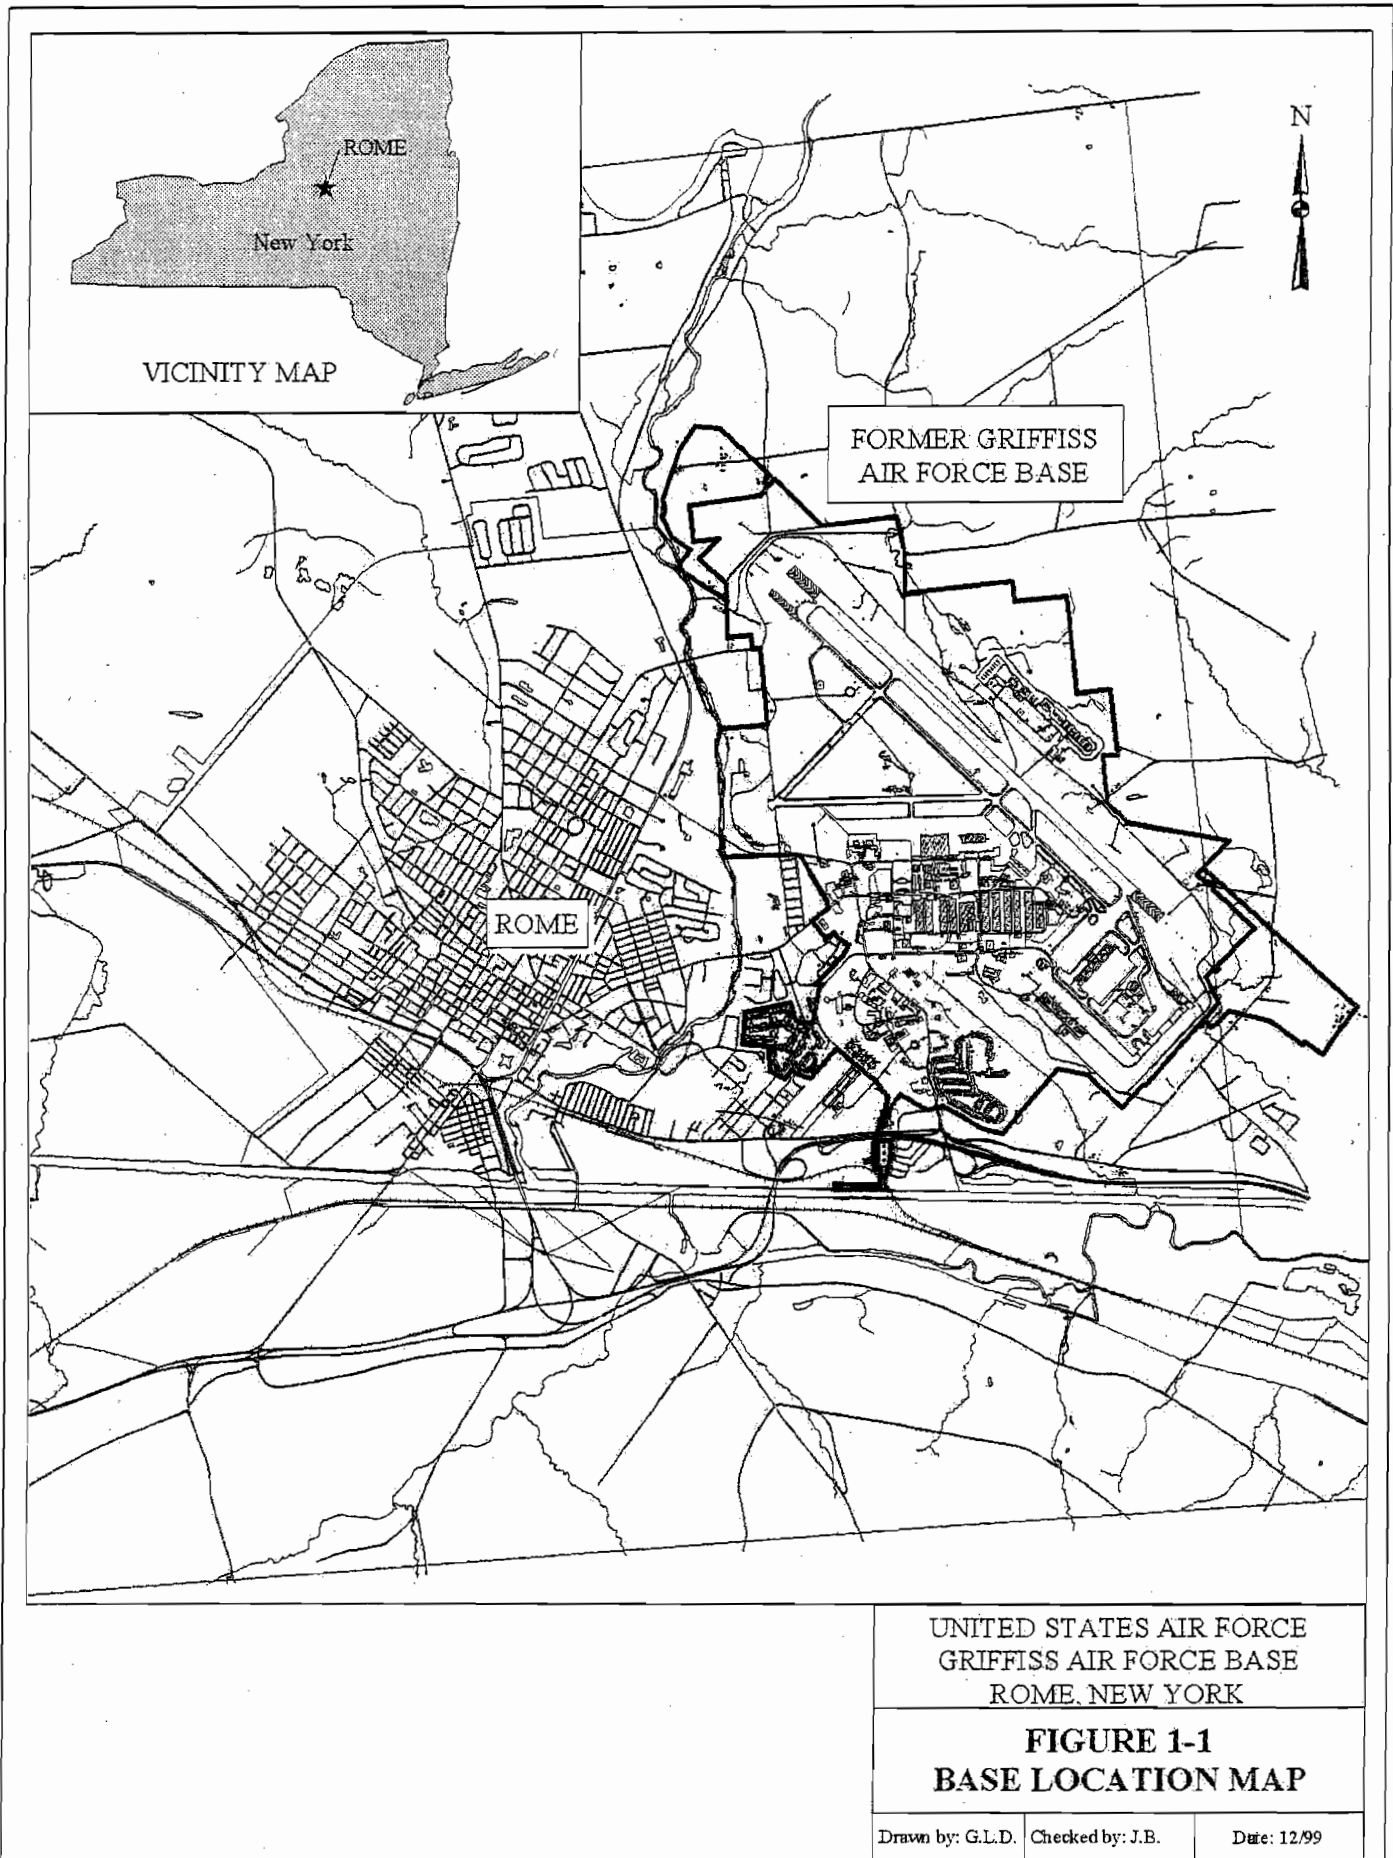 ROME
New York
VICINITY MAP
N
FORMER GRIFFISS
AIR FORCE BASE
ROME
UNITED STATES AIR FORCE
GRIFFISS AIR FORCE BASE
ROME, NEW YORK
FIGURE 1-1
BASE LOCATION MAP
Drawn by: G.L.D. Checked by: J.B. Date: 12/99